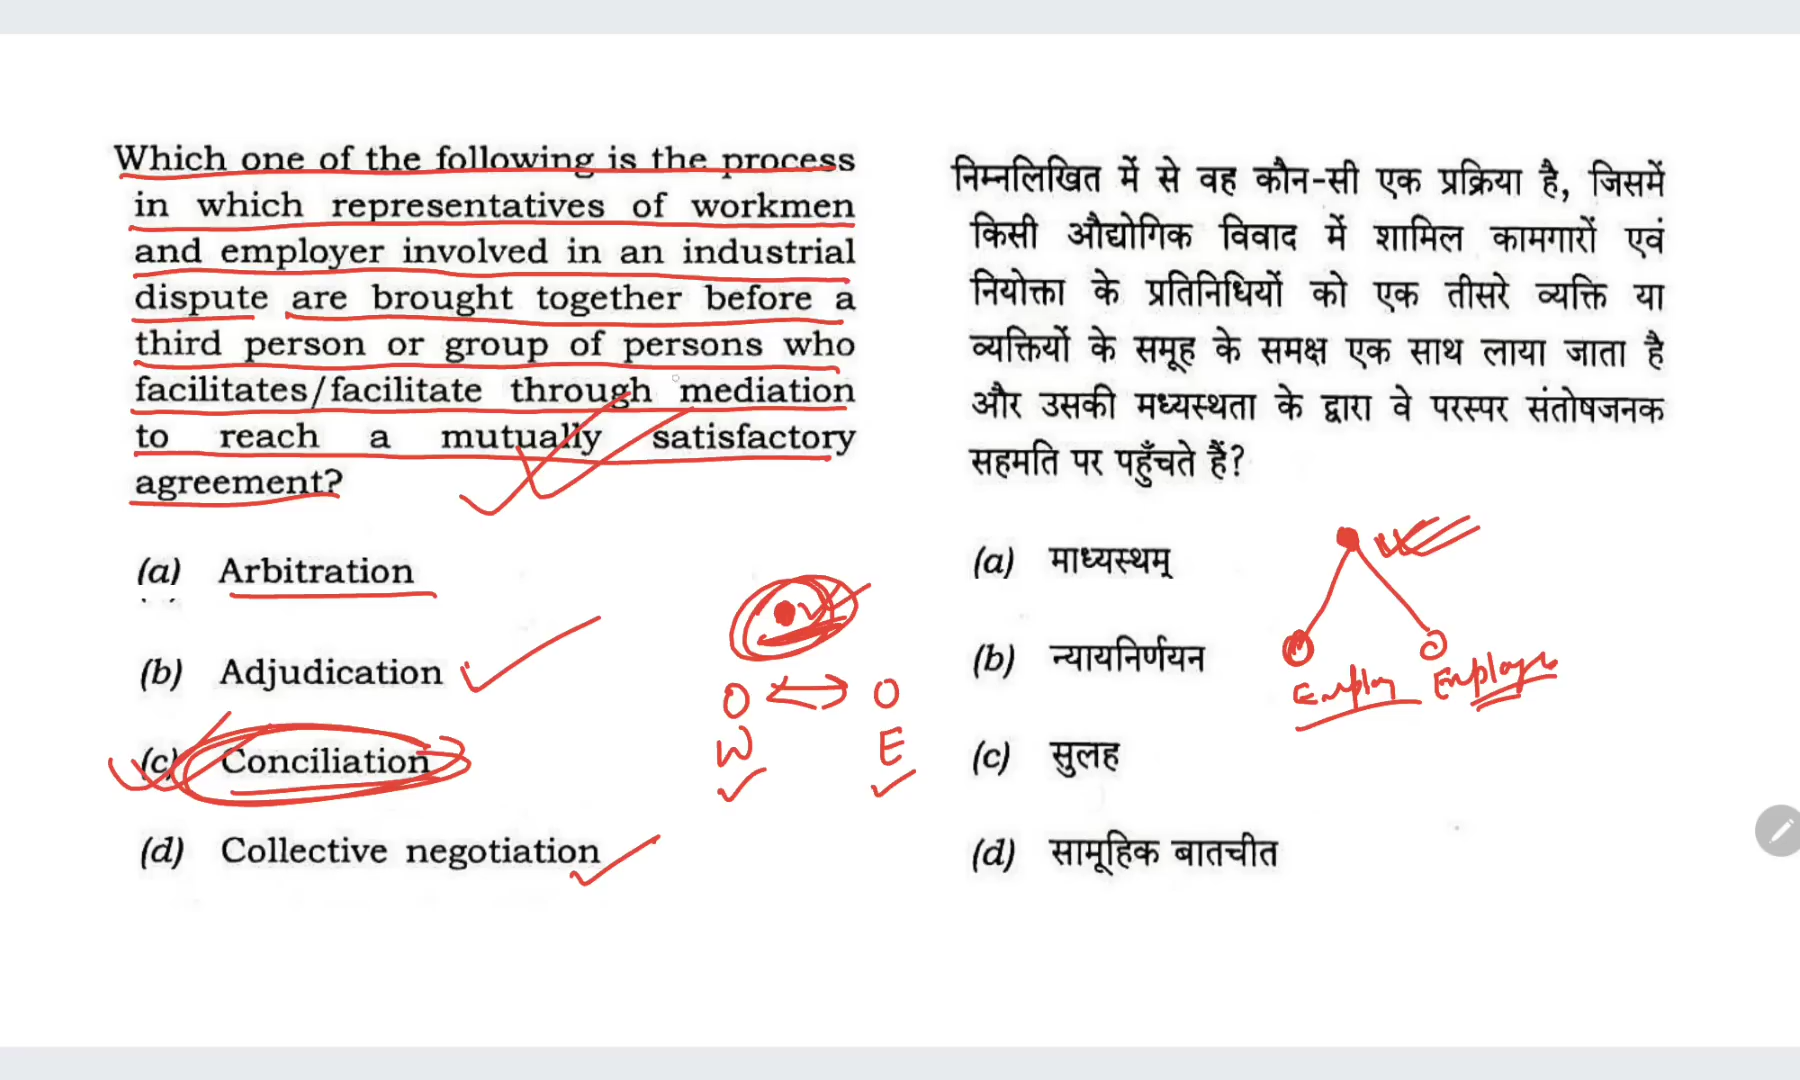 Which one of the following is the process
in which representatives of workmen
and employer involved in an industrial
dispute are brought together before a
third person or group of persons who
facilitates/facilitate through mediation
to reach a mutually satisfactory
agreement?
(a) Arbitration
(b) Adjudication
(c) Conciliation
(d) Collective negotiation
W E
निम्नलिखित में से वह कौन-सी एक प्रक्रिया है, जिसमें
किसी औद्योगिक विवाद में शामिल कामगारों एवं
नियोक्ता के प्रतिनिधियों को एक तीसरे व्यक्ति या
व्यक्तियों के समूह के समक्ष एक साथ लाया जाता है
और उसकी मध्यस्थता के द्वारा वे परस्पर संतोषजनक
सहमति पर पहुँचते हैं?
(a) माध्यस्थम्
(b) न्यायनिर्णयन
(c) सुलह
(d) सामूहिक बातचीत